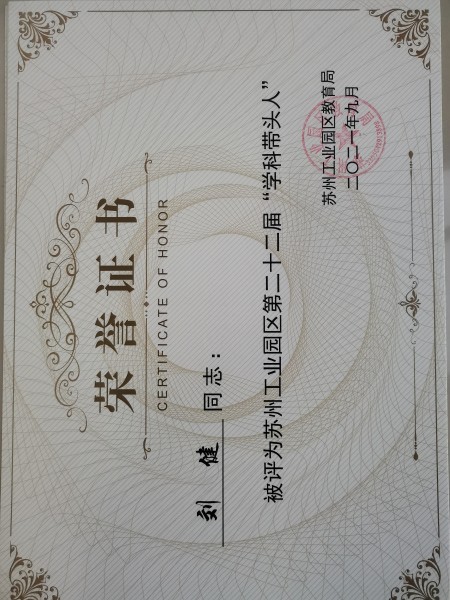 荣誉证书
CERTIFICATE OF HONOR
刘健 同志：
被评为苏州工业园区第二十二届“学科带头人”
苏州工业园区教育局
二〇二一年九月